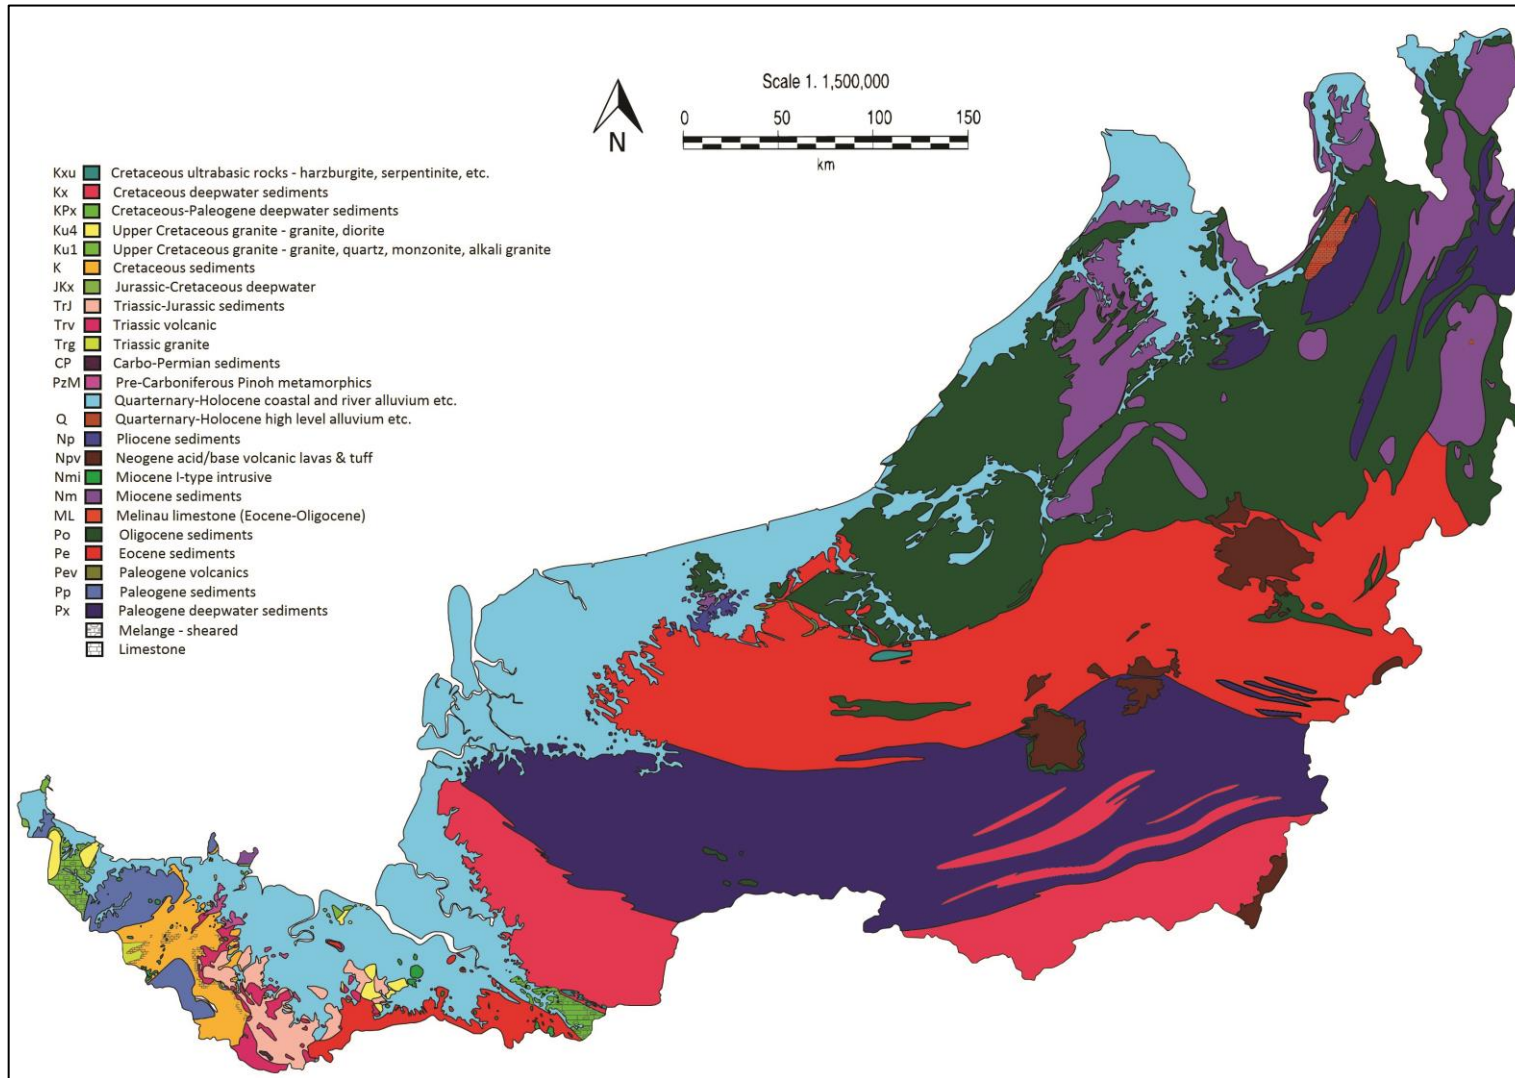 Scale 1. 1,500,000
0 50 100 150
km
N
Kxu Cretaceous ultrabasic rocks - harzburgite, serpentinite, etc.
Kx Cretaceous deepwater sediments
KPx Cretaceous-Paleogene deepwater sediments
Ku4 Upper Cretaceous granite - granite, diorite
Ku1 Upper Cretaceous granite - granite, quartz, monzonite, alkali granite
K Cretaceous sediments
JKx Jurassic-Cretaceous deepwater
TrJ Triassic-Jurassic sediments
Trv Triassic volcanic
Trg Triassic granite
CP Carbo-Permian sediments
PzM Pre-Carboniferous Pinoh metamorphics
Quarternary-Holocene coastal and river alluvium etc.
Q Quarternary-Holocene high level alluvium etc.
Np Pliocene sediments
Npv Neogene acid/base volcanic lavas & tuff
Nmi Miocene I-type intrusive
Nm Miocene sediments
ML Melinau limestone (Eocene-Oligocene)
Po Oligocene sediments
Pe Eocene sediments
Pev Paleogene volcanics
Pp Paleogene sediments
Px Paleogene deepwater sediments
Melange - sheared
Limestone